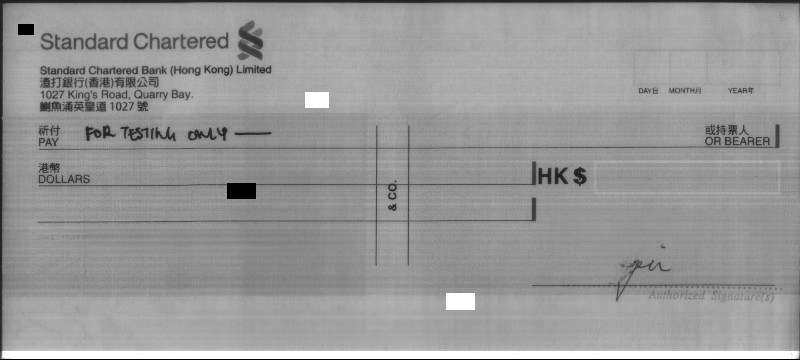 Standard Chartered
Standard Chartered Bank (Hong Kong) Limited
渣打銀行(香港)有限公司
1027 King's Road, Quarry Bay.
鰂魚涌英皇道 1027 號
DAY日 MONTH月 YEAR年
祈付
PAY FOR TESTING ONLY
或持票人
OR BEARER
港幣
DOLLARS
HK $
& CO.
Authorized Signature(s)